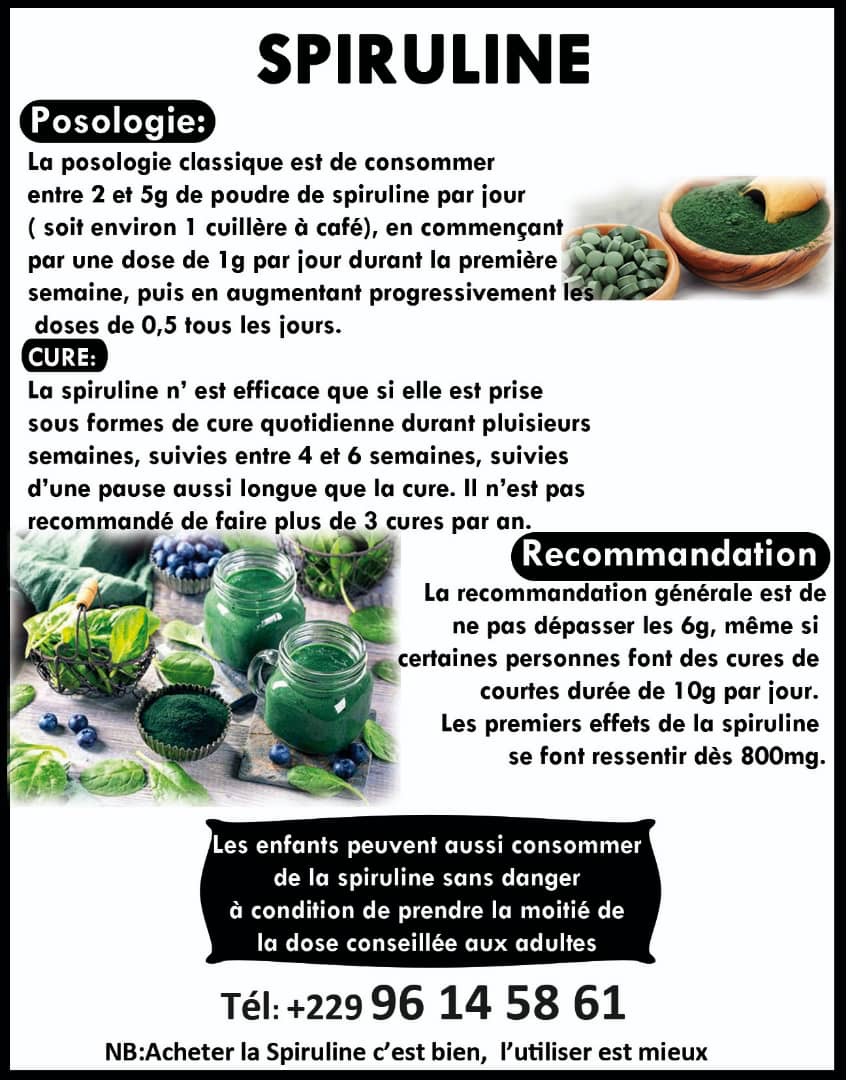 SPIRULINE
Posologie:
La posologie classique est de consommer
entre 2 et 5g de poudre de spiruline par jour
( soit environ 1 cuillère à café), en commençant
par une dose de 1g par jour durant la première
semaine, puis en augmentant progressivement les
doses de 0,5 tous les jours.
CURE:
La spiruline n' est efficace que si elle est prise
sous formes de cure quotidienne durant pluisieurs
semaines, suivies entre 4 et 6 semaines, suivies
d'une pause aussi longue que la cure. Il n'est pas
recommandé de faire plus de 3 cures par an.
Recommandation
La recommandation générale est de
ne pas dépasser les 6g, même si
certaines personnes font des cures de
courtes durée de 10g par jour.
Les premiers effets de la spiruline
se font ressentir dès 800mg.
Les enfants peuvent aussi consommer
de la spiruline sans danger
à condition de prendre la moitié de
la dose conseillée aux adultes
Tél: +229 96 14 58 61
NB:Acheter la Spiruline c'est bien, l'utiliser est mieux